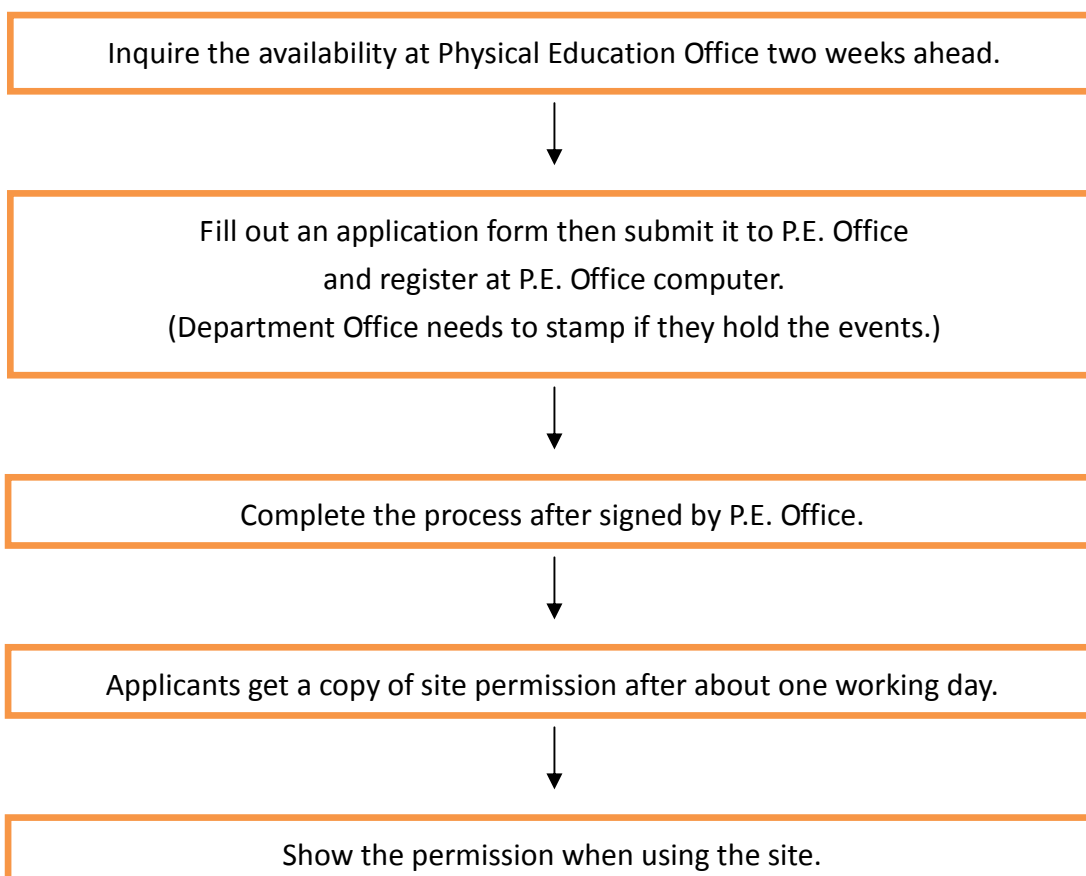 Inquire the availability at Physical Education Office two weeks ahead.
Fill out an application form then submit it to P.E. Office
and register at P.E. Office computer.
(Department Office needs to stamp if they hold the events.)
Complete the process after signed by P.E. Office.
Applicants get a copy of site permission after about one working day.
Show the permission when using the site.